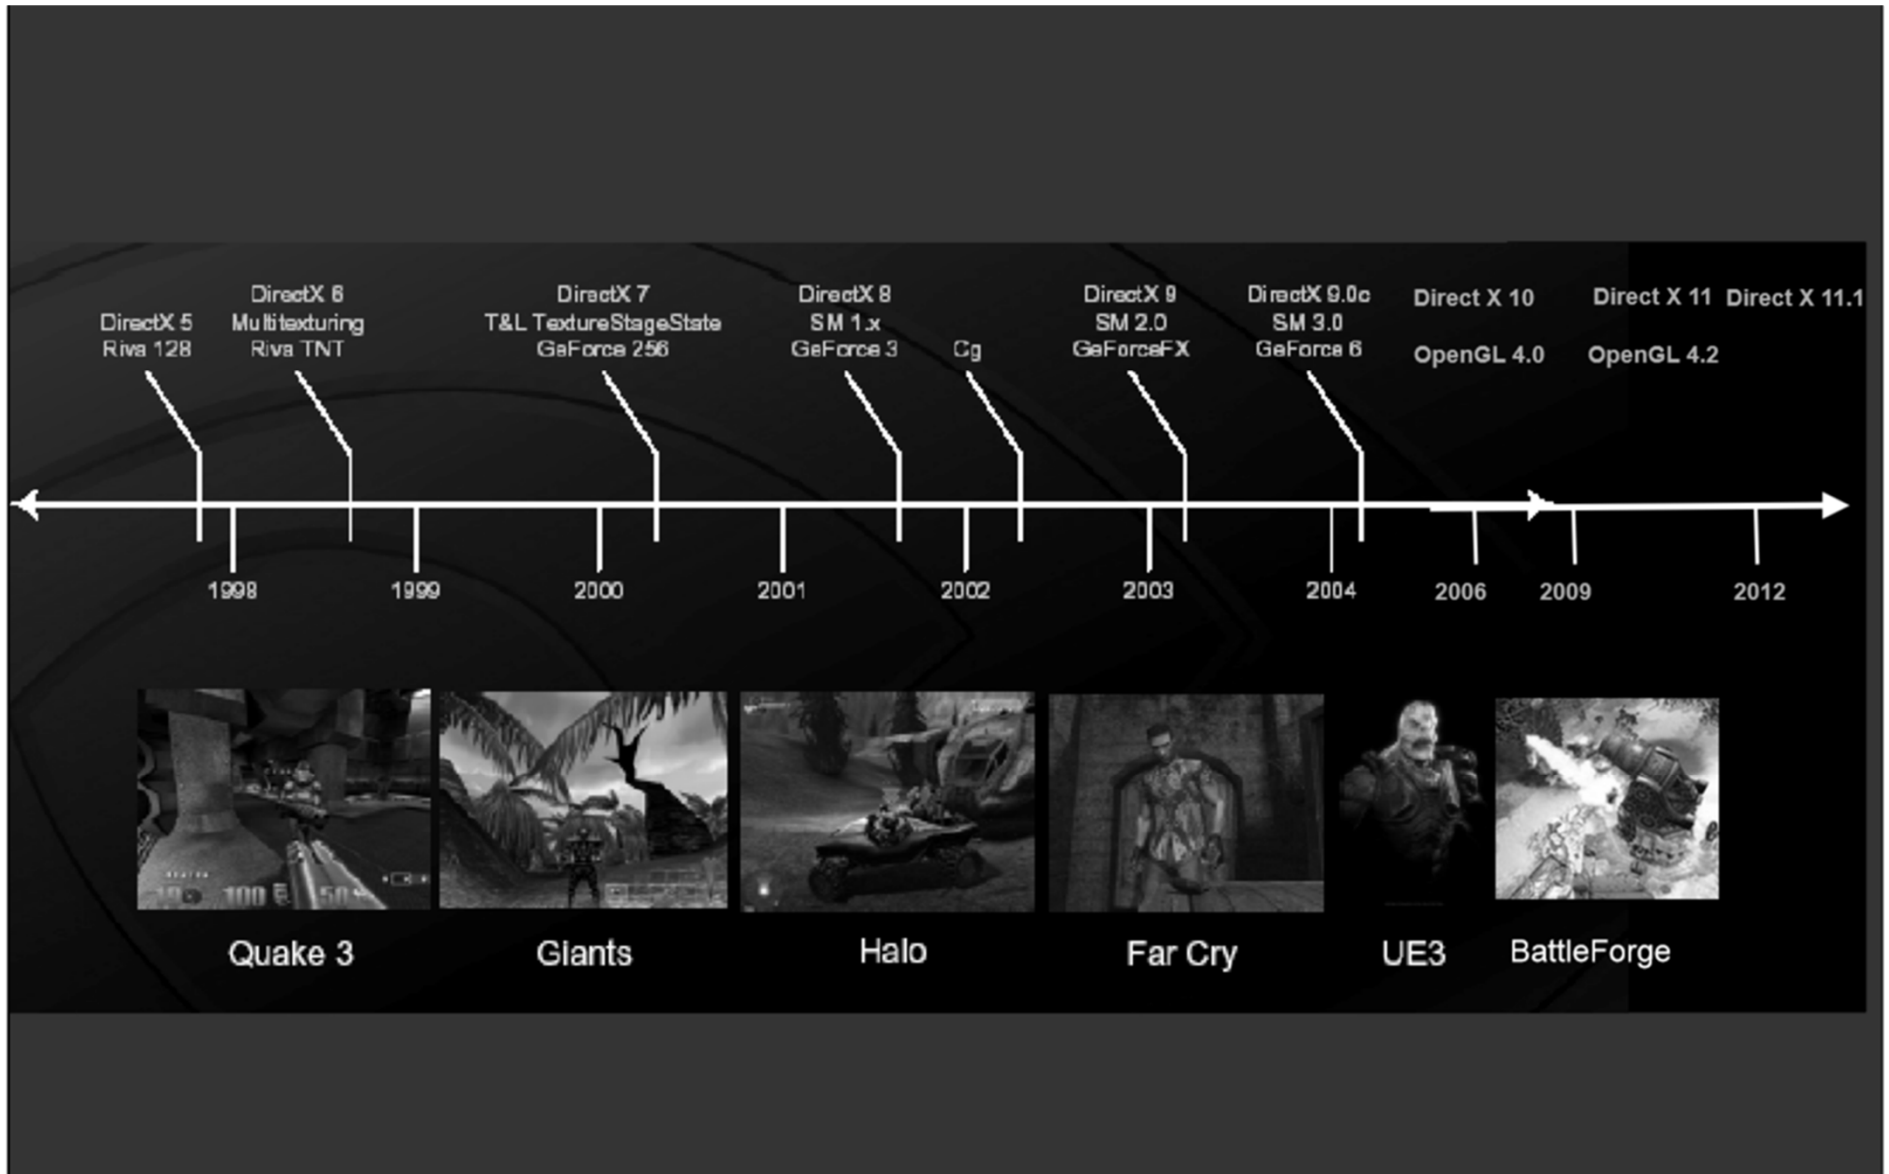 DirectX 5
Riva 128
DirectX 6
Multitexturing
Riva TNT
DirectX 7
T&L TextureStageState
GeForce 256
DirectX 8
SM 1.x
GeForce 3
Cg
DirectX 9
SM 2.0
GeForceFX
DirectX 9.0c
SM 3.0
GeForce 6
Direct X 10
OpenGL 4.0
Direct X 11
OpenGL 4.2
Direct X 11.1
1998
1999
2000
2001
2002
2003
2004
2006
2009
2012
100
50
Quake 3
Giants
Halo
Far Cry
UE3
BattleForge